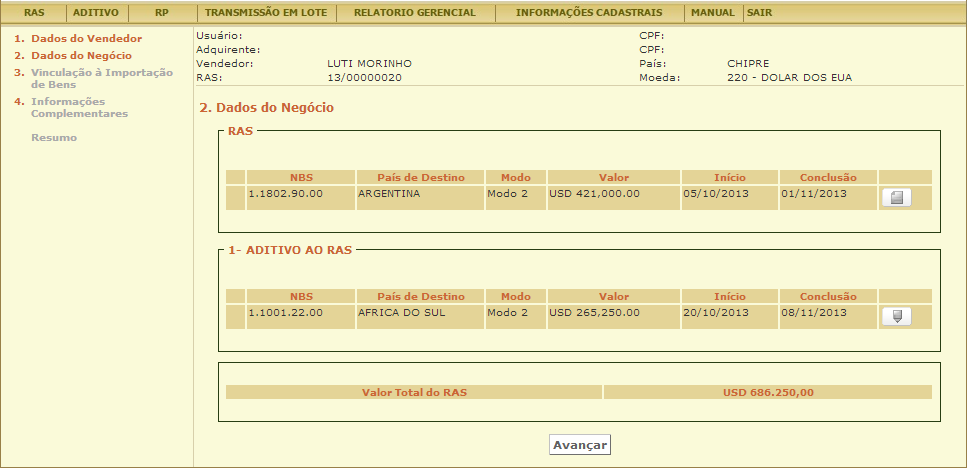 RAS ADITIVO RP TRANSMISSÃO EM LOTE RELATORIO GERENCIAL INFORMAÇÕES CADASTRAIS MANUAL SAIR
1. Dados do Vendedor
2. Dados do Negócio
3. Vinculação à Importação
de Bens
4. Informações
Complementares
Resumo
Usuário: CPF:
Adquirente: CPF:
Vendedor: LUTI MORINHO País: CHIPRE
RAS: 13/00000020 Moeda: 220 - DOLAR DOS EUA
2. Dados do Negócio
RAS
NBS País de Destino Modo Valor Início Conclusão
1.1802.90.00 ARGENTINA Modo 2 USD 421,000.00 05/10/2013 01/11/2013
1- ADITIVO AO RAS
NBS País de Destino Modo Valor Início Conclusão
1.1001.22.00 AFRICA DO SUL Modo 2 USD 265,250.00 20/10/2013 08/11/2013
Valor Total do RAS USD 686.250,00
Avançar